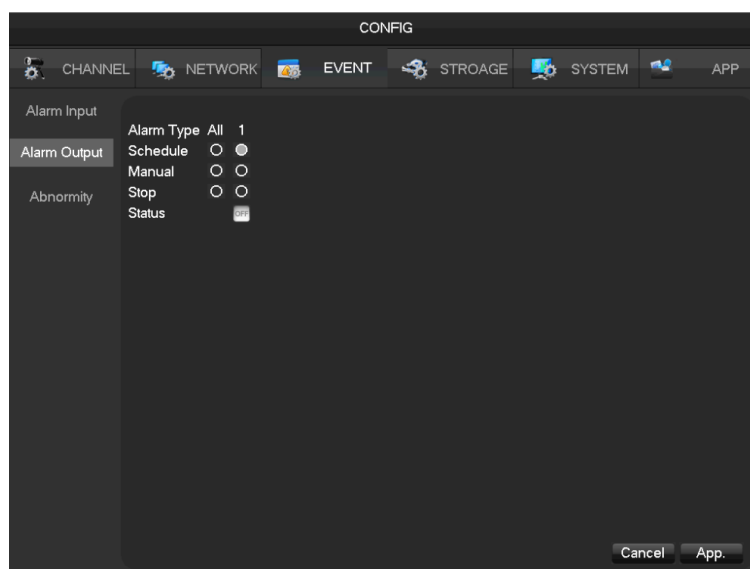 CONFIG
CHANNEL NETWORK EVENT STROAGE SYSTEM APP
Alarm Input
Alarm Output
Abnormity
Alarm Type All 1
Schedule
Manual
Stop
Status OFF
Cancel App.